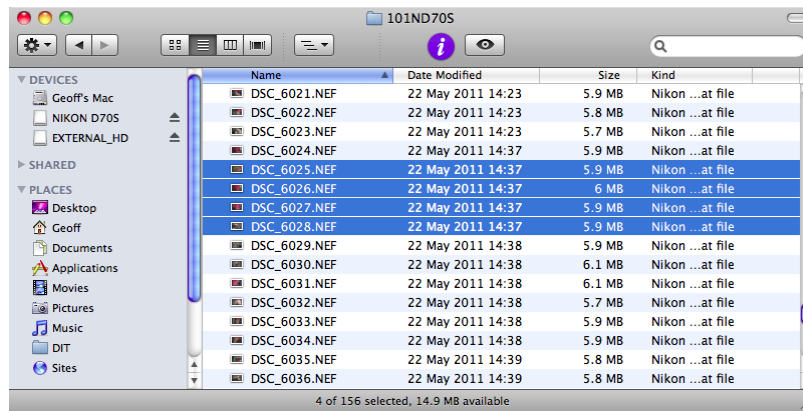 101ND70S
i
Name Date Modified Size Kind
DEVICES
Geoff's Mac
NIKON D70S
EXTERNAL_HD
SHARED
PLACES
Desktop
Geoff
Documents
Applications
Movies
Pictures
Music
DIT
Sites
DSC_6021.NEF 22 May 2011 14:23 5.9 MB Nikon ...at file
DSC_6022.NEF 22 May 2011 14:23 5.8 MB Nikon ...at file
DSC_6023.NEF 22 May 2011 14:23 5.7 MB Nikon ...at file
DSC_6024.NEF 22 May 2011 14:37 5.9 MB Nikon ...at file
DSC_6025.NEF 22 May 2011 14:37 5.9 MB Nikon ...at file
DSC_6026.NEF 22 May 2011 14:37 6 MB Nikon ...at file
DSC_6027.NEF 22 May 2011 14:37 5.9 MB Nikon ...at file
DSC_6028.NEF 22 May 2011 14:37 5.9 MB Nikon ...at file
DSC_6029.NEF 22 May 2011 14:38 5.9 MB Nikon ...at file
DSC_6030.NEF 22 May 2011 14:38 6.1 MB Nikon ...at file
DSC_6031.NEF 22 May 2011 14:38 6.1 MB Nikon ...at file
DSC_6032.NEF 22 May 2011 14:38 5.7 MB Nikon ...at file
DSC_6033.NEF 22 May 2011 14:38 5.9 MB Nikon ...at file
DSC_6034.NEF 22 May 2011 14:38 5.9 MB Nikon ...at file
DSC_6035.NEF 22 May 2011 14:39 5.8 MB Nikon ...at file
DSC_6036.NEF 22 May 2011 14:39 5.8 MB Nikon ...at file
4 of 156 selected, 14.9 MB available